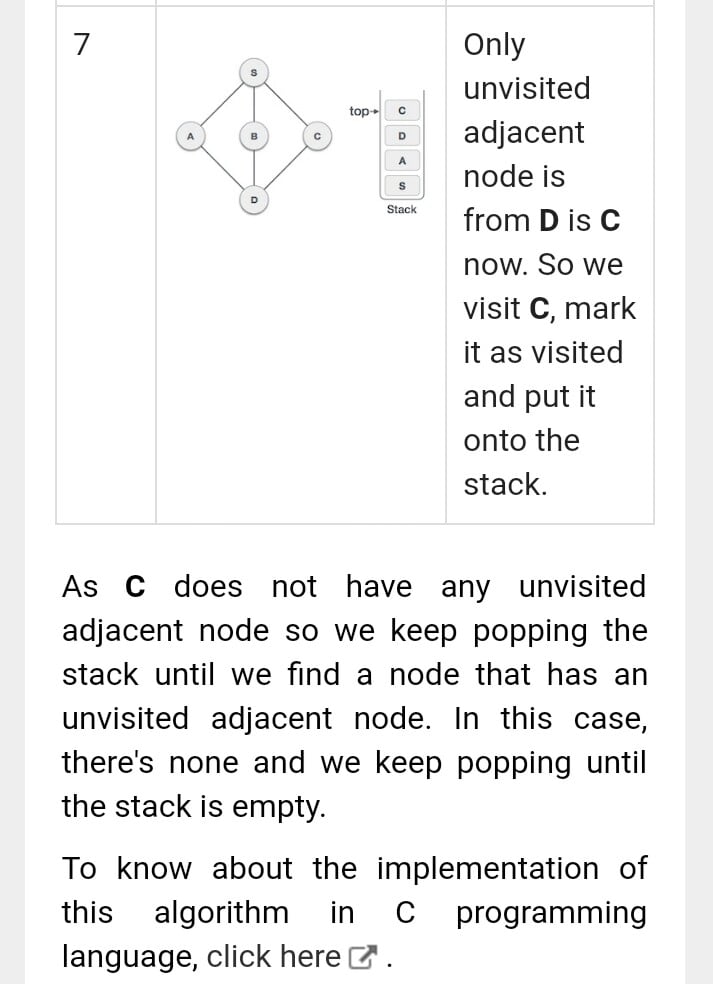 7
S
A
B
C
D
top→
C
D
A
S
Stack
Only
unvisited
adjacent
node is
from D is C
now. So we
visit C, mark
it as visited
and put it
onto the
stack.
As C does not have any unvisited
adjacent node so we keep popping the
stack until we find a node that has an
unvisited adjacent node. In this case,
there's none and we keep popping until
the stack is empty.
To know about the implementation of
this algorithm in C programming
language, click here .